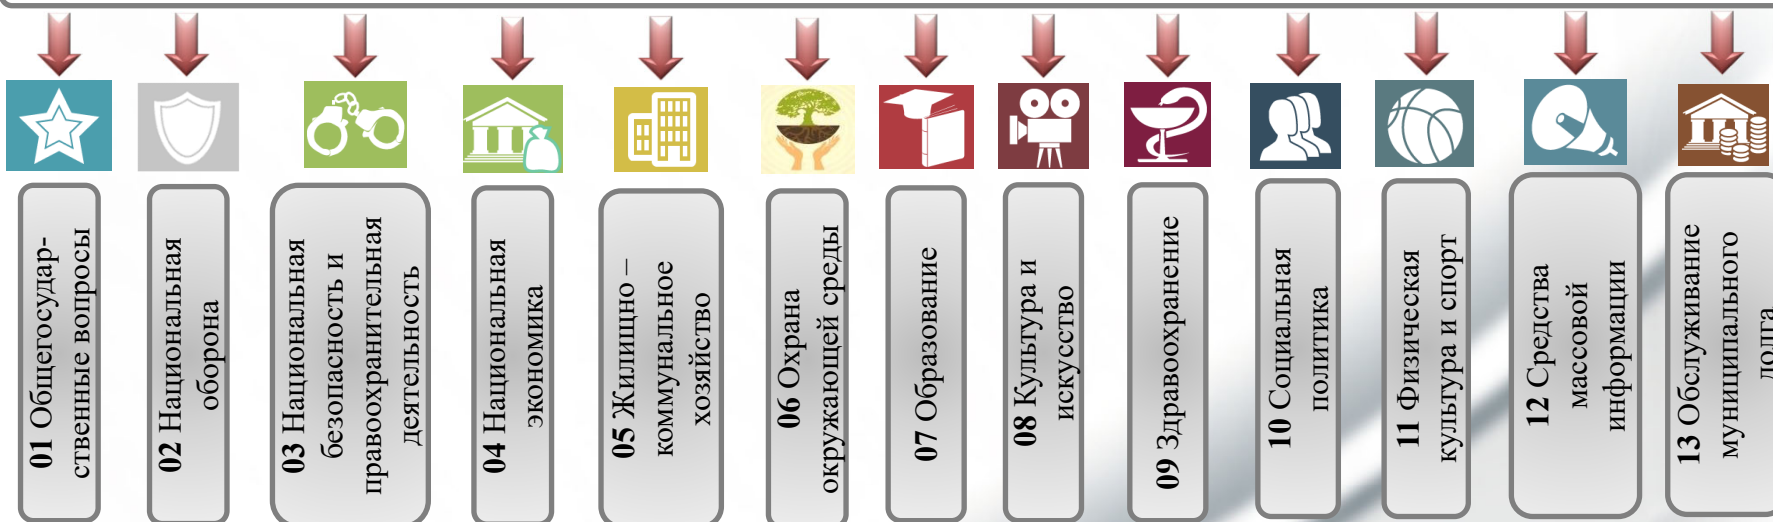 01 Общегосудар-
ственные вопросы
02 Национальная
оборона
03 Национальная
безопасность и
правоохранительная
деятельность
04 Национальная
экономика
05 Жилищно –
коммунальное
хозяйство
06 Охрана
окружающей среды
07 Образование
08 Культура и
искусство
09 Здравоохранение
10 Социальная
политика
11 Физическая
культура и спорт
12 Средства
массовой
информации
13 Обслуживание
муниципального
долга